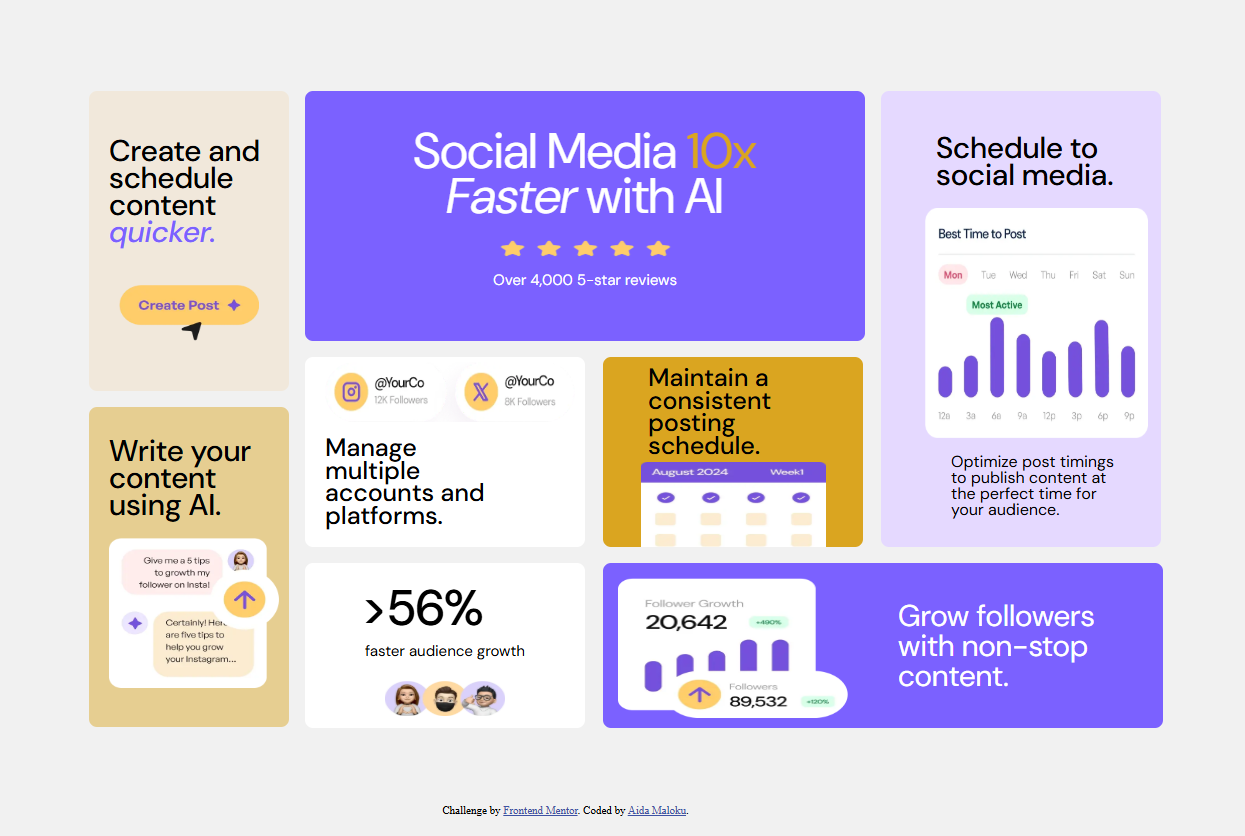 Create and
schedule
content
quicker.
Create Post
Social Media 10x
Faster with AI
Over 4,000 5-star reviews
Schedule to
social media.
Best Time to Post
Mon Tue Wed Thu Fri Sat Sun
Most Active
12a 3a 6a 9a 12p 3p 6p 9p
Optimize post timings
to publish content at
the perfect time for
your audience.
Write your
content
using AI.
Give me a 5 tips
to growth my
follower on Insta!
Certainly! Here
are five tips to
help you grow
your Instagram...
@YourCo
12K Followers
@YourCo
8K Followers
Manage
multiple
accounts and
platforms.
Maintain a
consistent
posting
schedule.
August 2024 Week1
>56%
faster audience growth
Follower Growth
20,642 +490%
Followers
89,532 +120%
Grow followers
with non-stop
content.
Challenge by Frontend Mentor. Coded by Aida Maloku.